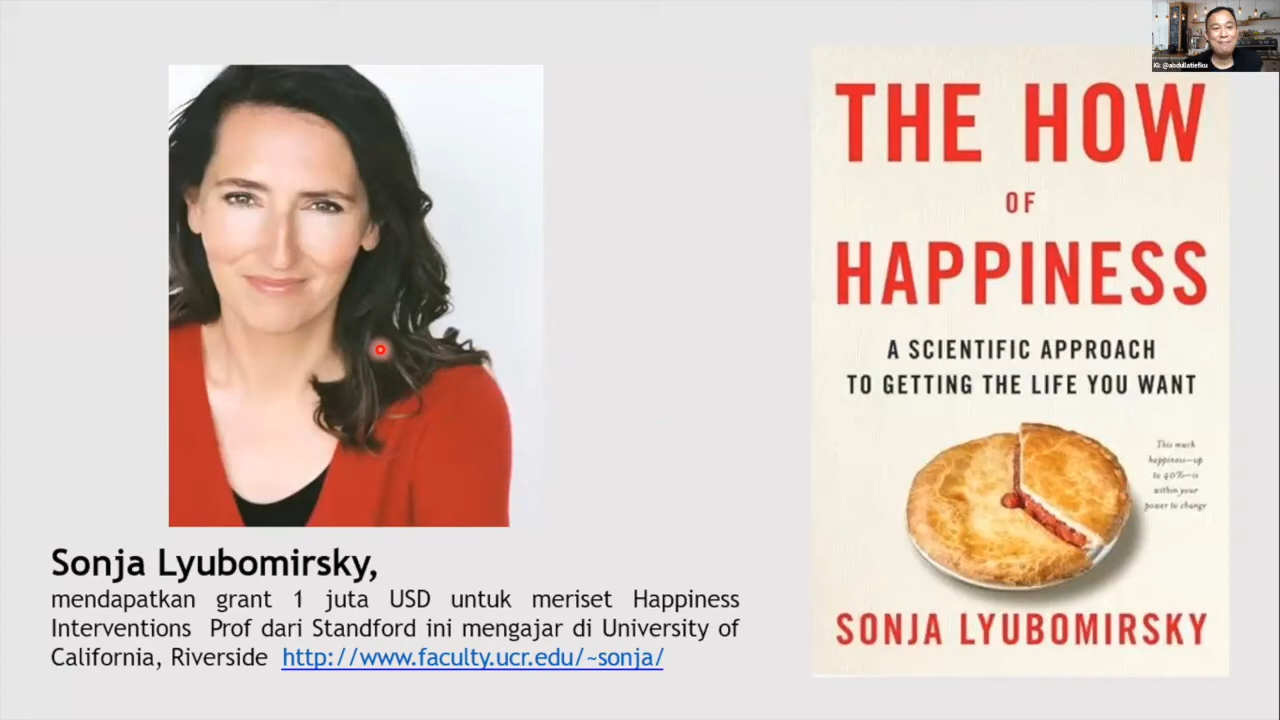 IG: @abdullatiefku
THE HOW
OF
HAPPINESS
A SCIENTIFIC APPROACH
TO GETTING THE LIFE YOU WANT
This much
happiness—up
to 40%—is
within your
power to change
SONJA LYUBOMIRSKY
Sonja Lyubomirsky,
mendapatkan grant 1 juta USD untuk meriset Happiness
Interventions Prof dari Standford ini mengajar di University of
California, Riverside http://www.faculty.ucr.edu/~sonja/